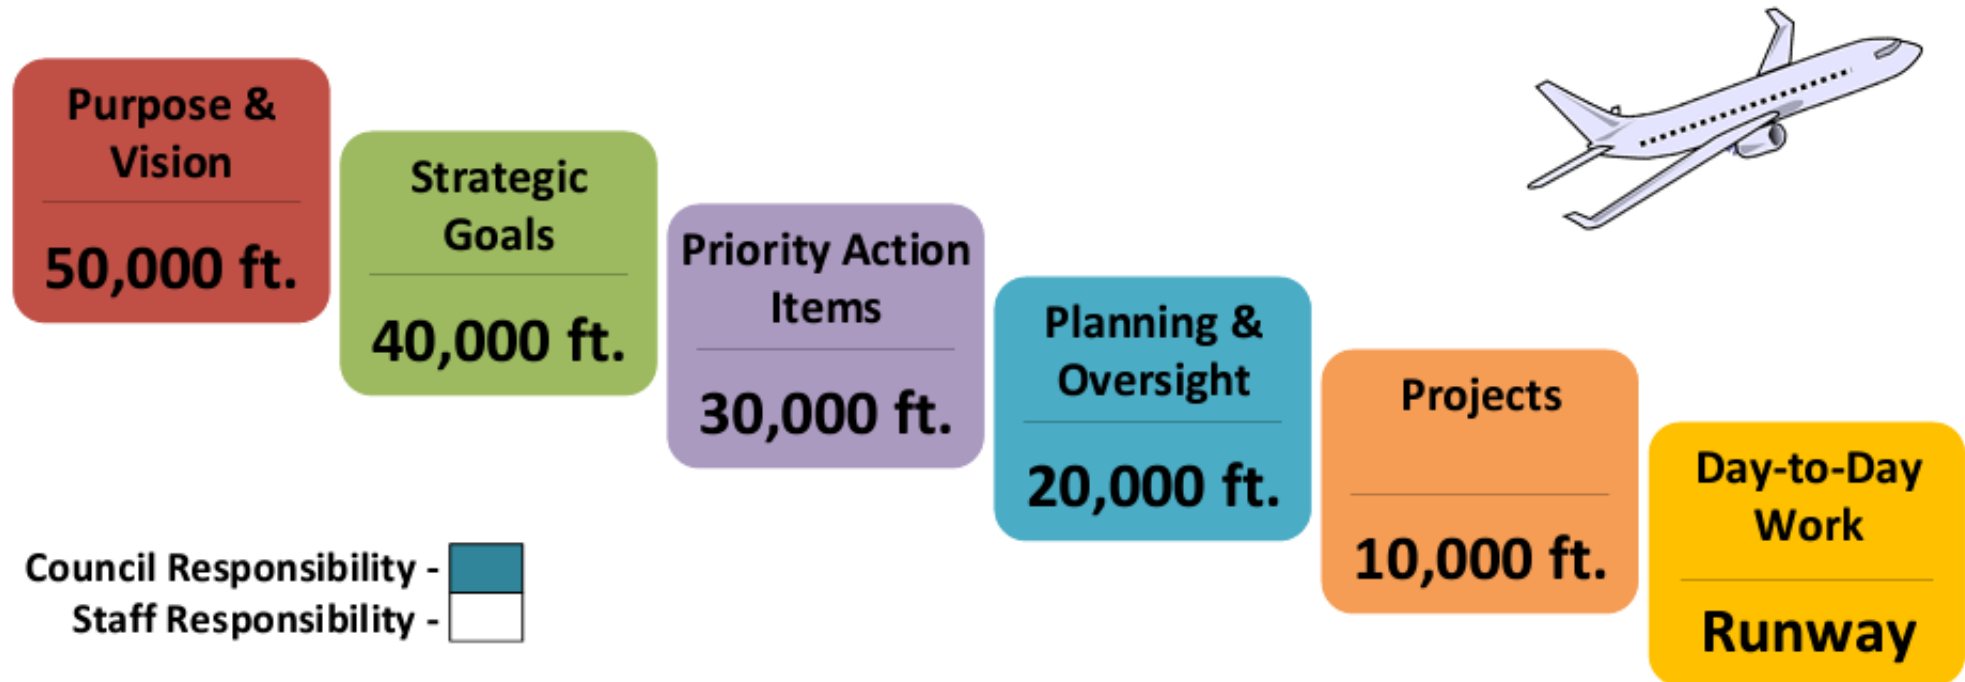 Purpose &
Vision
50,000 ft.
Strategic
Goals
40,000 ft.
Priority Action
Items
30,000 ft.
Planning &
Oversight
20,000 ft.
Projects
10,000 ft.
Day-to-Day
Work
Runway
Council Responsibility -
Staff Responsibility -